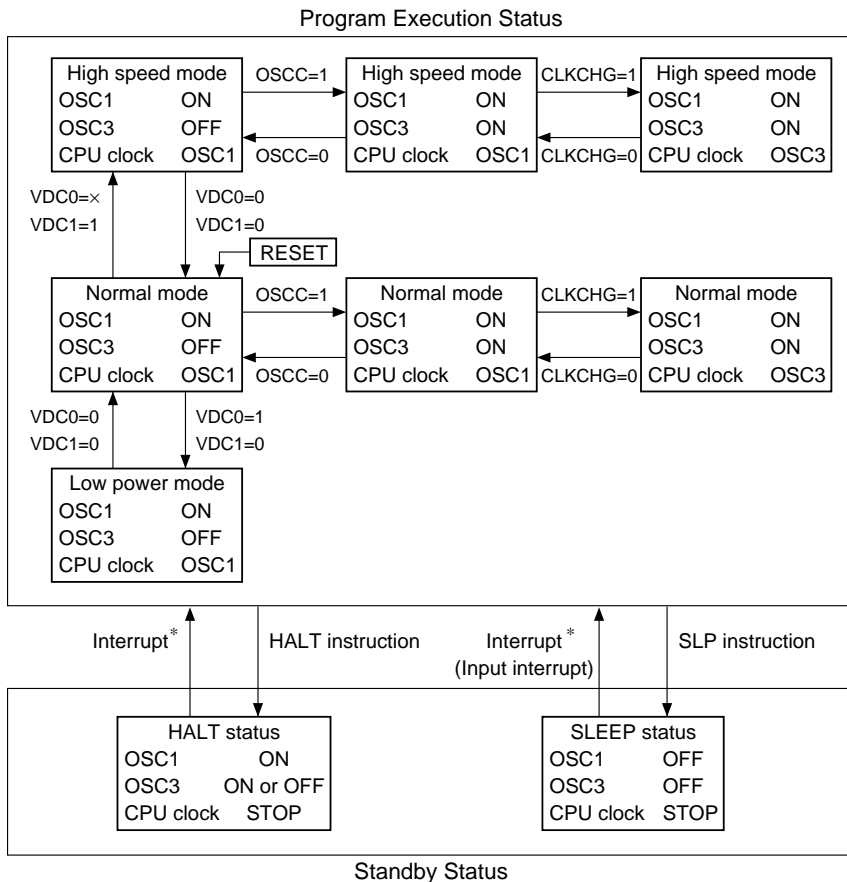 Program Execution Status
High speed mode
OSC1 ON
OSC3 OFF
CPU clock OSC1
OSCC=1
OSCC=0
High speed mode
OSC1 ON
OSC3 ON
CPU clock OSC1
CLKCHG=1
CLKCHG=0
High speed mode
OSC1 ON
OSC3 ON
CPU clock OSC3
VDC0=×
VDC1=1
VDC0=0
VDC1=0
RESET
Normal mode
OSC1 ON
OSC3 OFF
CPU clock OSC1
OSCC=1
OSCC=0
Normal mode
OSC1 ON
OSC3 ON
CPU clock OSC1
CLKCHG=1
CLKCHG=0
Normal mode
OSC1 ON
OSC3 ON
CPU clock OSC3
VDC0=0
VDC1=0
VDC0=1
VDC1=0
Low power mode
OSC1 ON
OSC3 OFF
CPU clock OSC1
Interrupt*
HALT instruction
Interrupt*
(Input interrupt)
SLP instruction
HALT status
OSC1 ON
OSC3 ON or OFF
CPU clock STOP
SLEEP status
OSC1 OFF
OSC3 OFF
CPU clock STOP
Standby Status